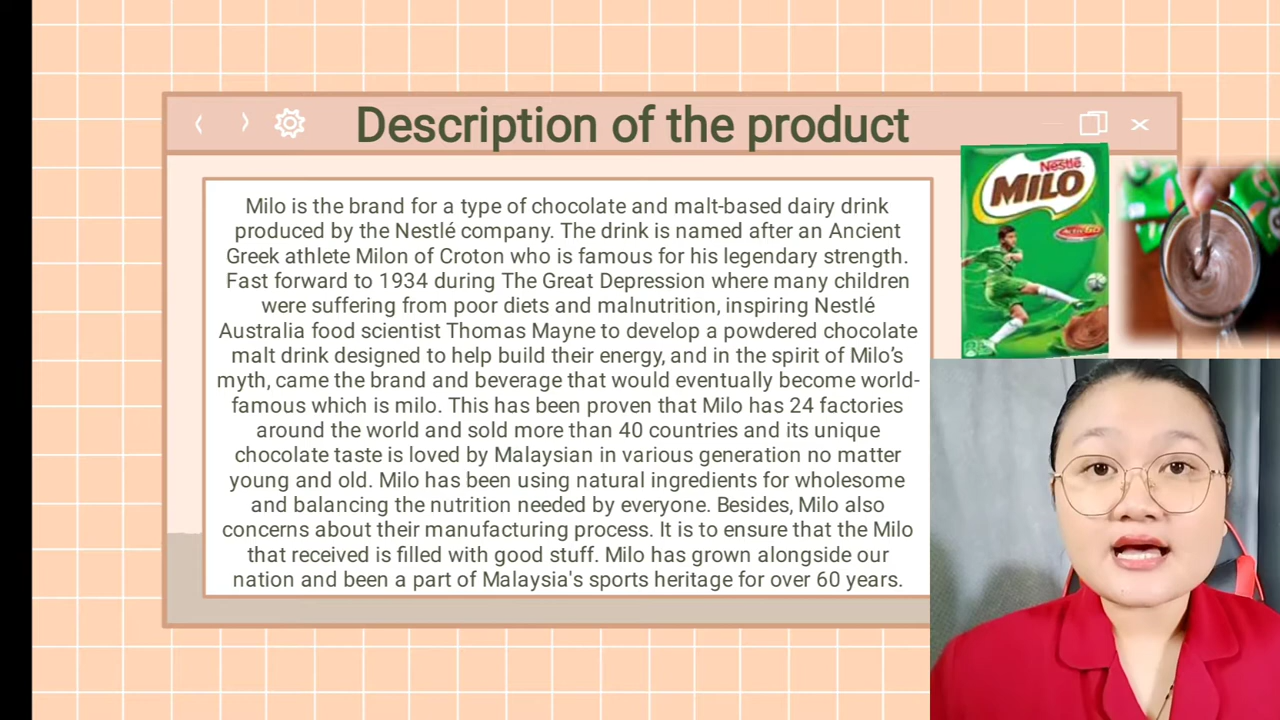 Description of the product
Milo is the brand for a type of chocolate and malt-based dairy drink
produced by the Nestlé company. The drink is named after an Ancient
Greek athlete Milon of Croton who is famous for his legendary strength.
Fast forward to 1934 during The Great Depression where many children
were suffering from poor diets and malnutrition, inspiring Nestlé
Australia food scientist Thomas Mayne to develop a powdered chocolate
malt drink designed to help build their energy, and in the spirit of Milo’s
myth, came the brand and beverage that would eventually become world-
famous which is milo. This has been proven that Milo has 24 factories
around the world and sold more than 40 countries and its unique
chocolate taste is loved by Malaysian in various generation no matter
young and old. Milo has been using natural ingredients for wholesome
and balancing the nutrition needed by everyone. Besides, Milo also
concerns about their manufacturing process. It is to ensure that the Milo
that received is filled with good stuff. Milo has grown alongside our
nation and been a part of Malaysia's sports heritage for over 60 years.
Nestlé
MILO